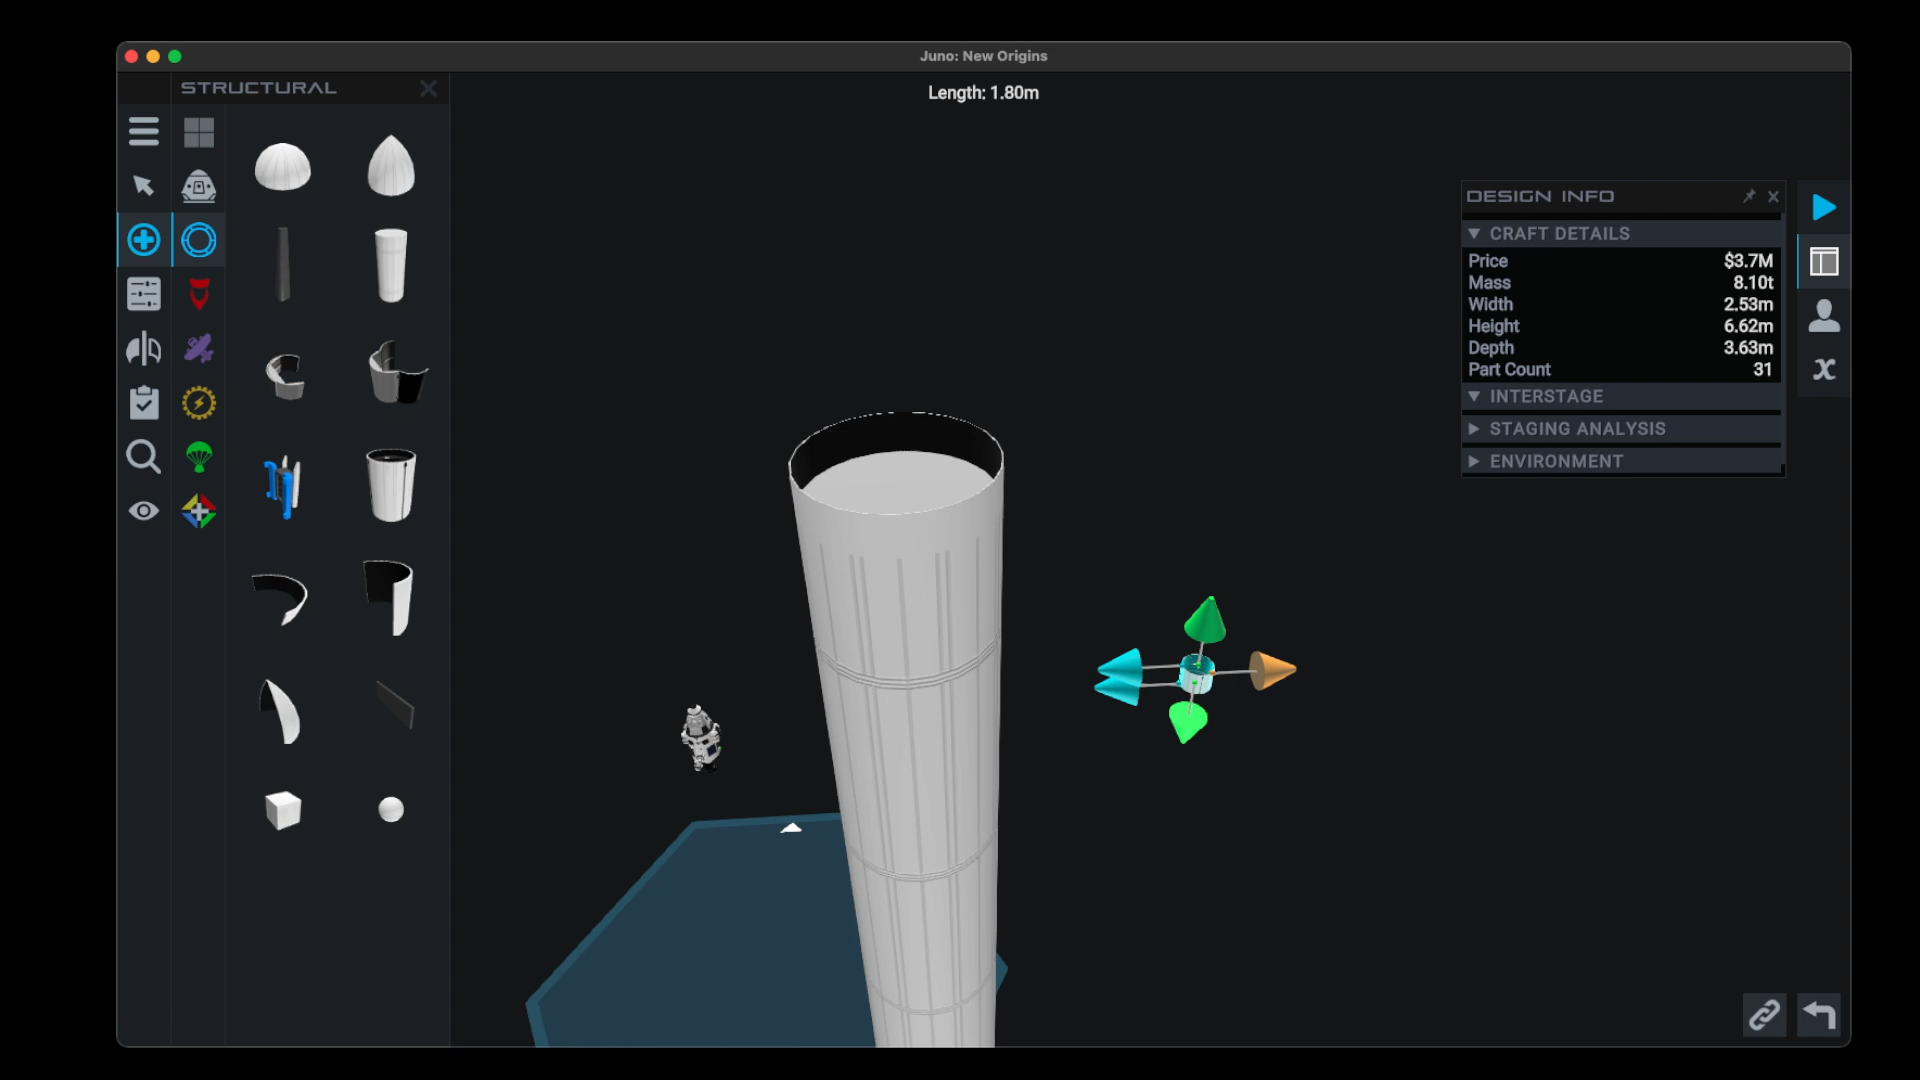 Juno: New Origins
STRUCTURAL
Length: 1.80m
DESIGN INFO
CRAFT DETAILS
Price $3.7M
Mass 8.10t
Width 2.53m
Height 6.62m
Depth 3.63m
Part Count 31
INTERSTAGE
STAGING ANALYSIS
ENVIRONMENT